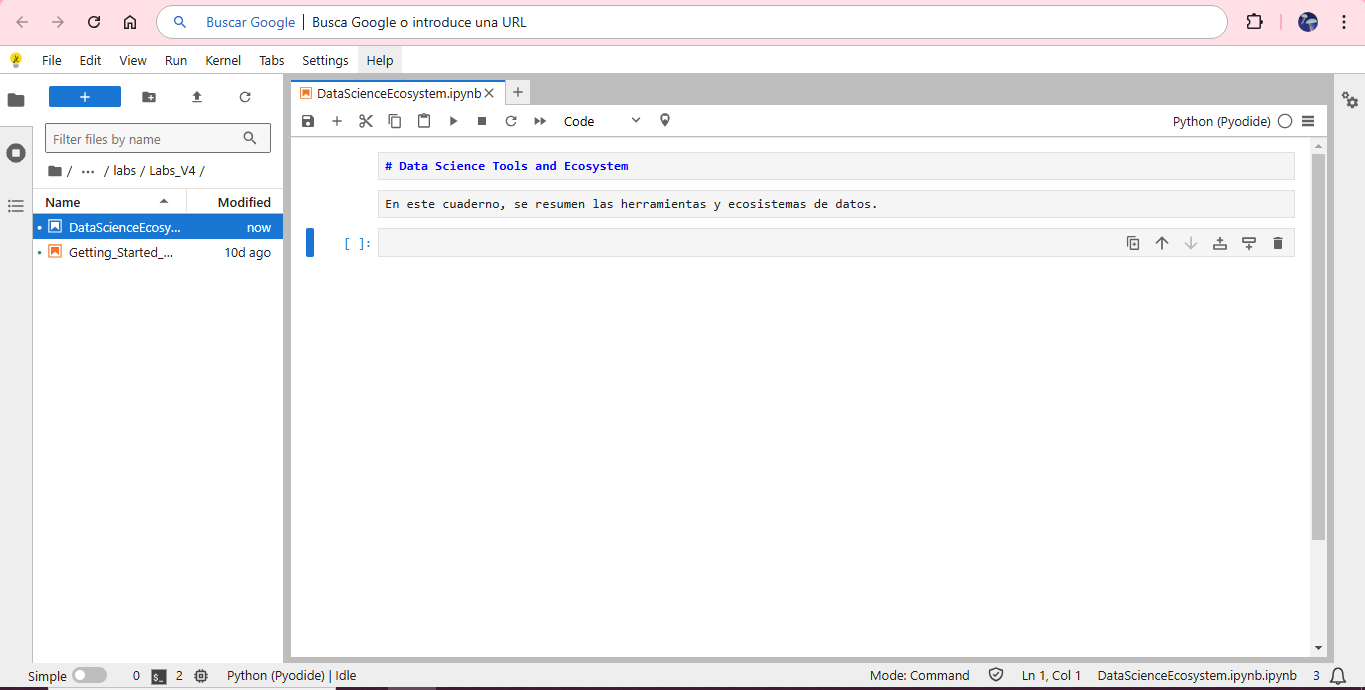 Buscar Google | Busca Google o introduce una URL
File Edit View Run Kernel Tabs Settings Help
DataScienceEcosystem.ipynb
Code
Python (Pyodide)
Filter files by name
/ ··· / labs / Labs_V4 /
Name Modified
DataScienceEcosy... now
Getting_Started_... 10d ago
# Data Science Tools and Ecosystem
En este cuaderno, se resumen las herramientas y ecosistemas de datos.
[ ]:
Simple 0 $_ 2 Python (Pyodide) | Idle Mode: Command Ln 1, Col 1 DataScienceEcosystem.ipynb.ipynb 3